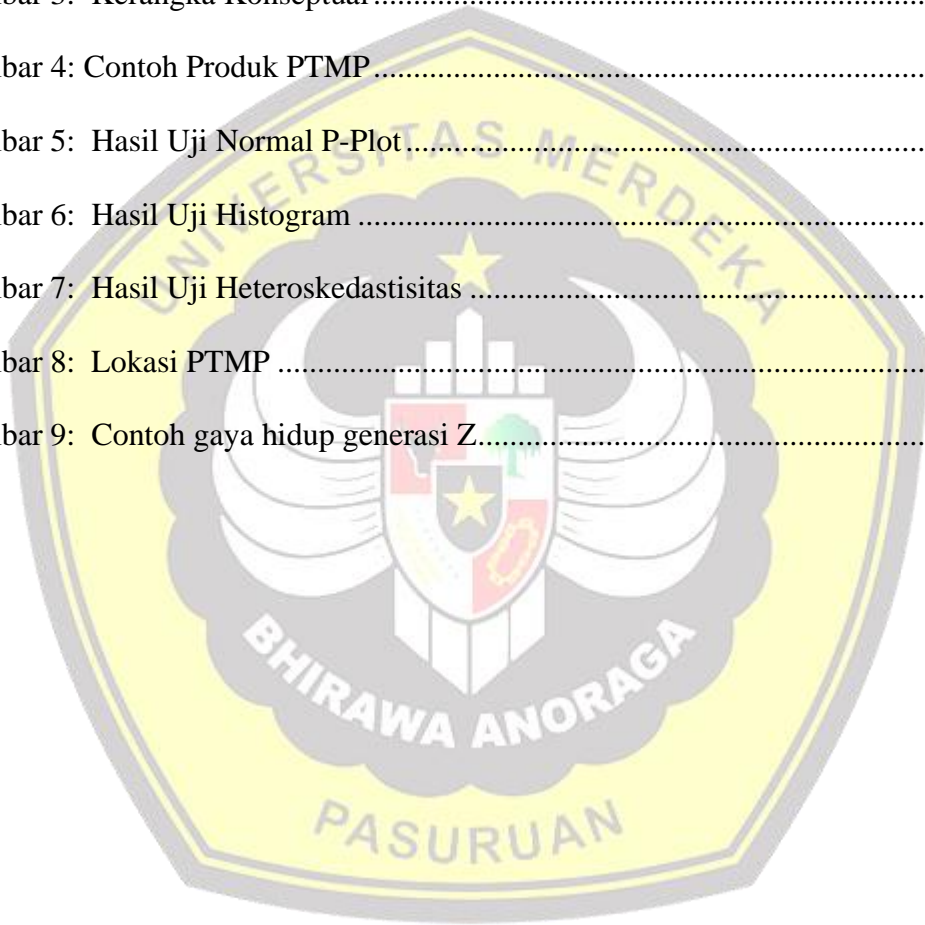 bar 3: Kerangka Konseptual
bar 4: Contoh Produk PTMP
bar 5: Hasil Uji Normal P-Plot
bar 6: Hasil Uji Histogram
bar 7: Hasil Uji Heteroskedastisitas
bar 8: Lokasi PTMP
bar 9: Contoh gaya hidup generasi Z
UNIVERSITAS MERDEKA
BHIRAWA ANORAGA
PASURUAN